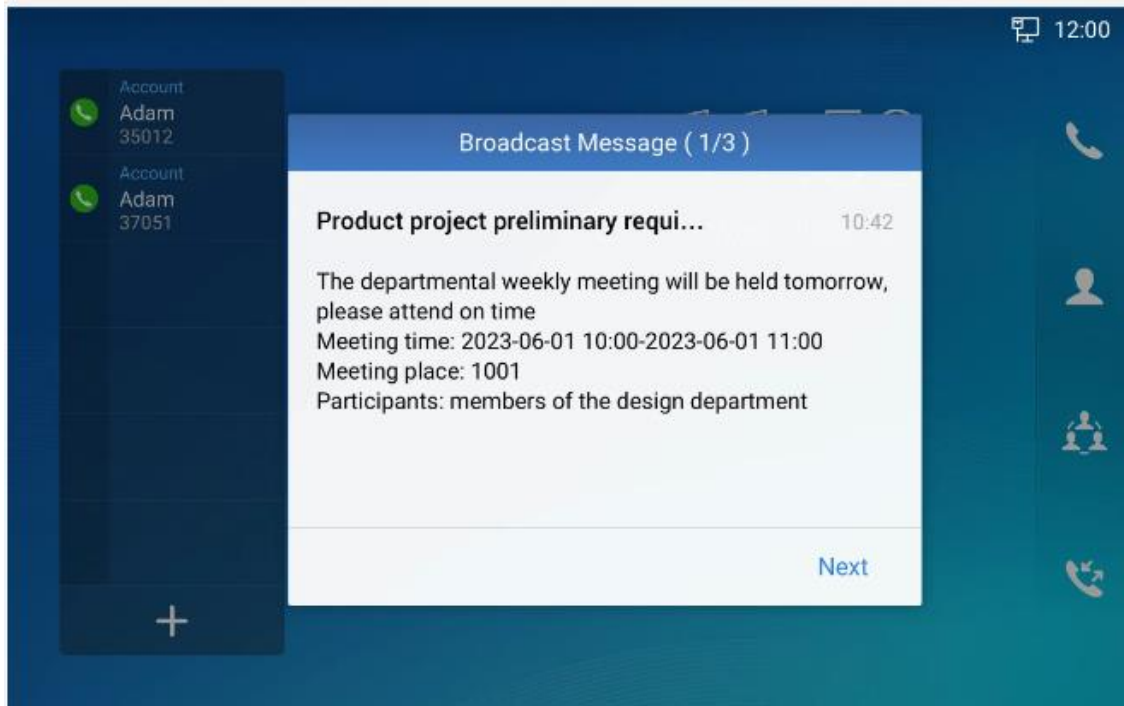 12:00
Account
Adam
35012
Account
Adam
37051
Broadcast Message ( 1/3 )
Product project preliminary requi... 10:42
The departmental weekly meeting will be held tomorrow,
please attend on time
Meeting time: 2023-06-01 10:00-2023-06-01 11:00
Meeting place: 1001
Participants: members of the design department
Next